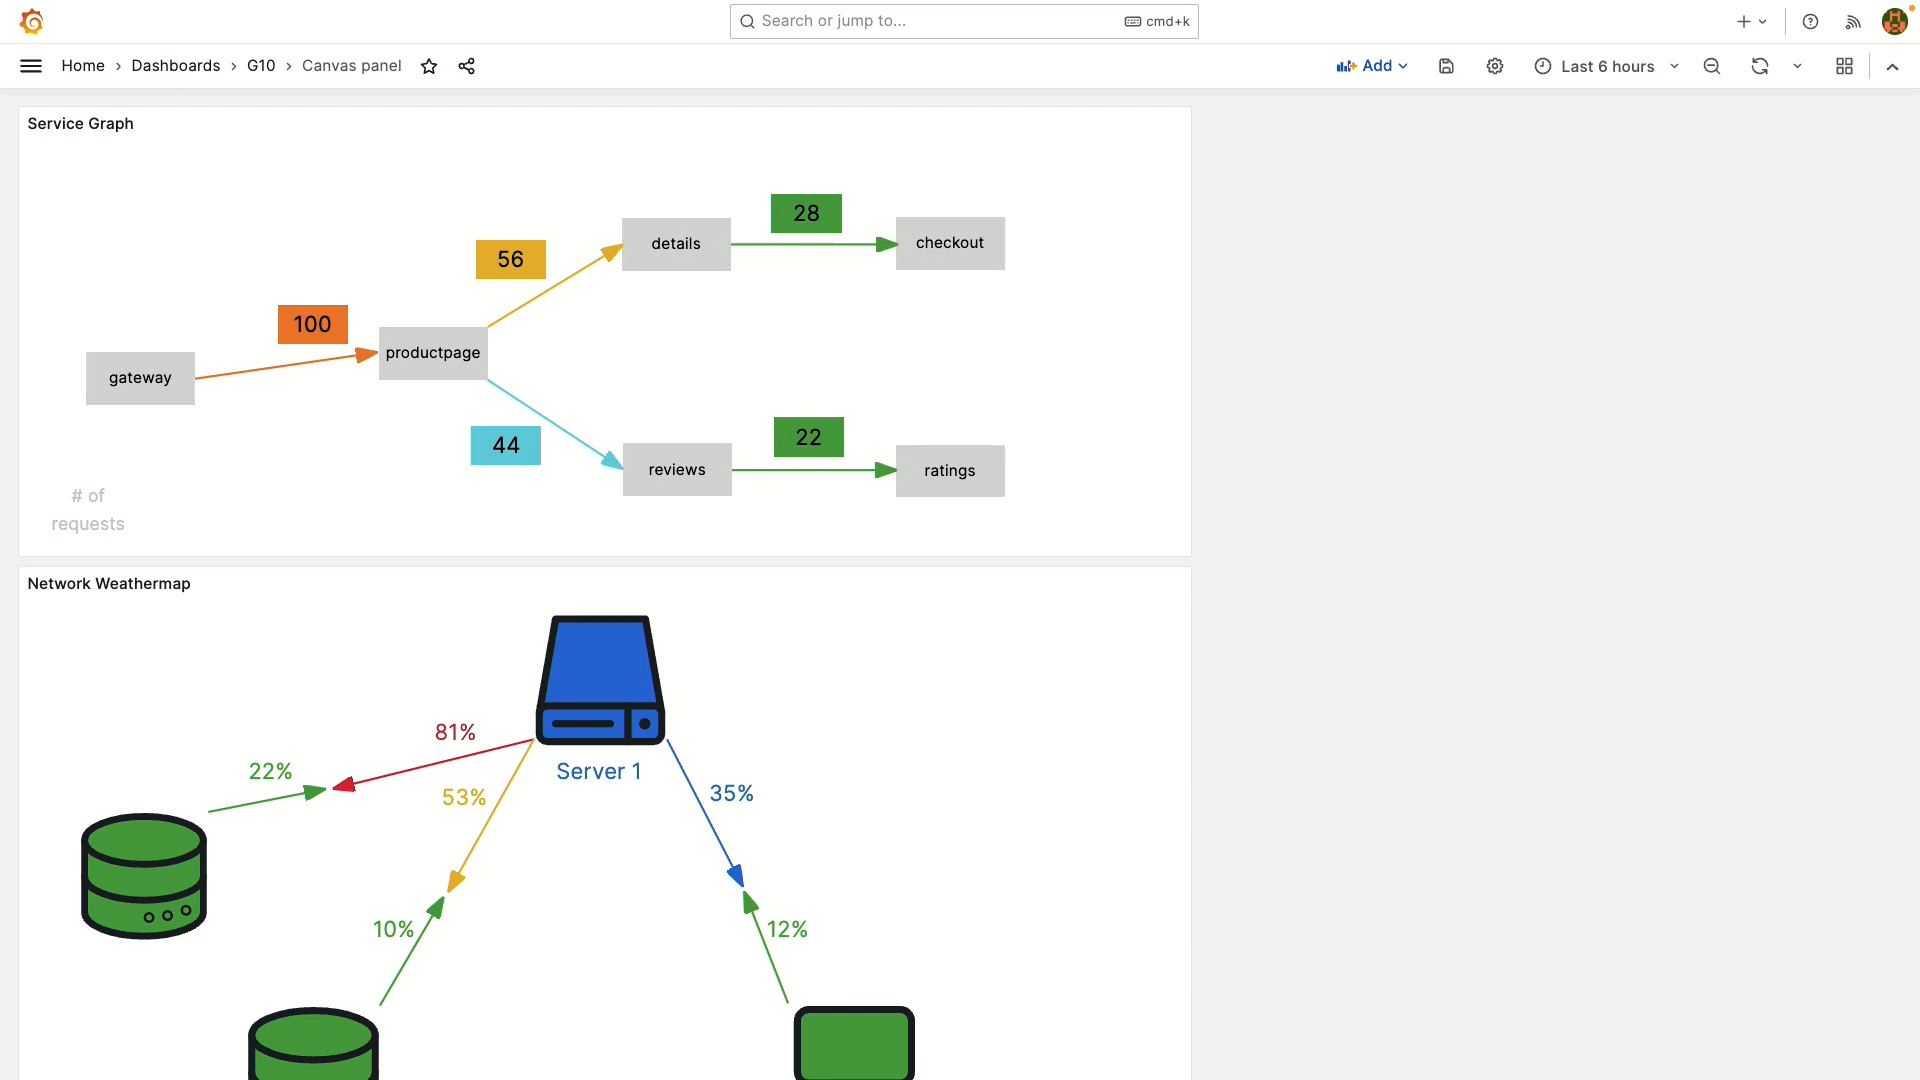 Search or jump to...
cmd+k
Home › Dashboards › G10 › Canvas panel
Add
Last 6 hours
Service Graph
28
details
checkout
56
100
productpage
gateway
22
44
reviews
ratings
# of
requests
Network Weathermap
81%
22%
Server 1
53%
35%
10%
12%